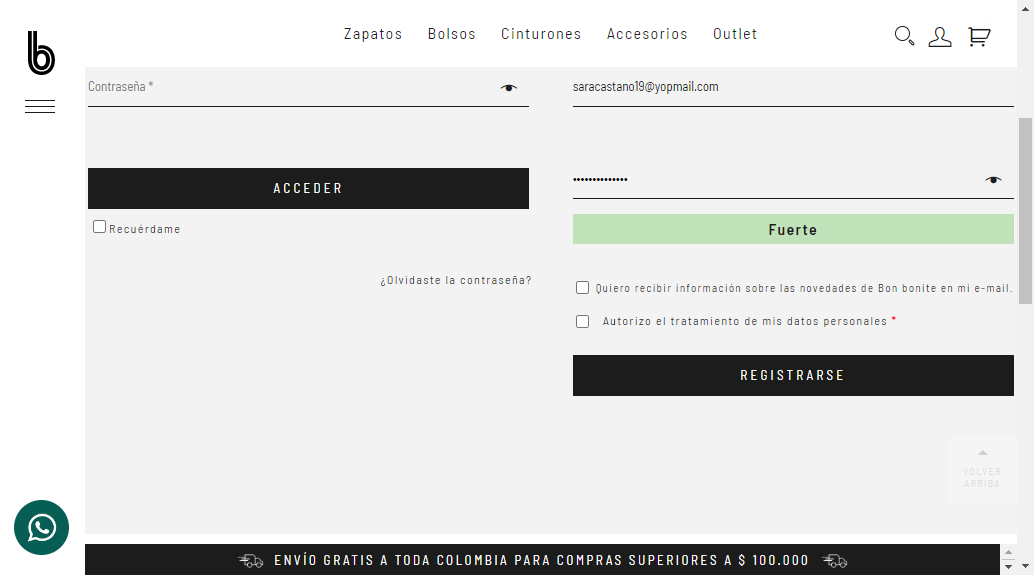 b
Zapatos Bolsos Cinturones Accesorios Outlet
Contraseña *
ACCEDER
Recuérdame
¿Olvidaste la contraseña?
saracastano19@yopmail.com
••••••••••••••
Fuerte
Quiero recibir información sobre las novedades de Bon bonite en mi e-mail.
Autorizo el tratamiento de mis datos personales *
REGISTRARSE
VOLVER
ARRIBA
ENVÍO GRATIS A TODA COLOMBIA PARA COMPRAS SUPERIORES A $ 100.000